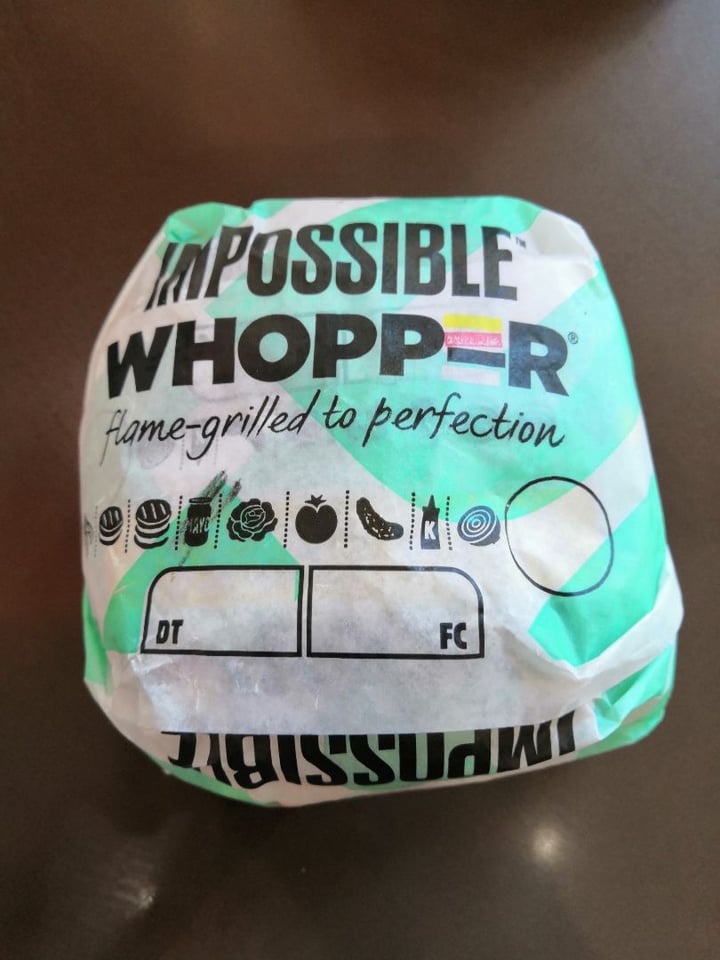 IMPOSSIBLE™
WHOPPER®
flame-grilled to perfection
MAYO
K
DT
FC
IMPOSSIBLE